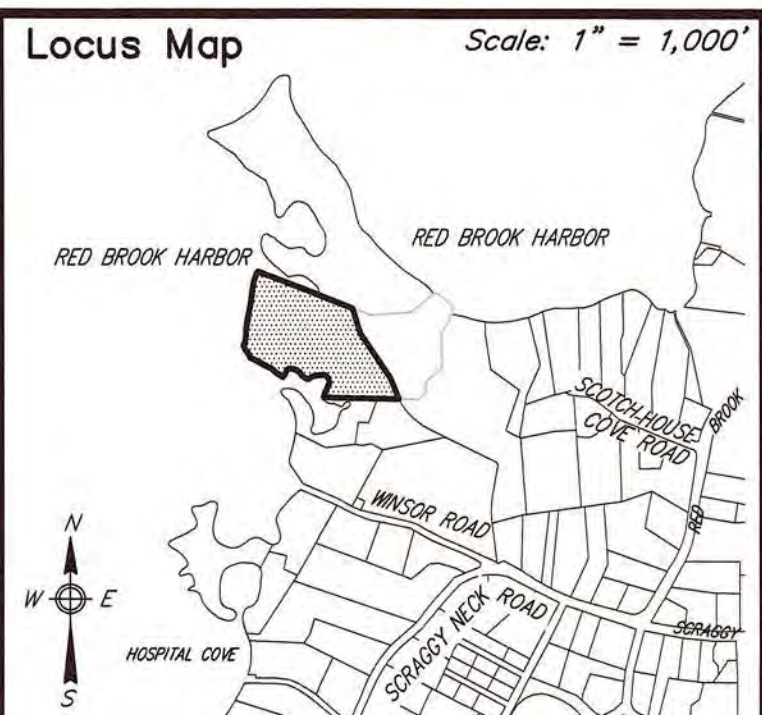 Locus Map
Scale: 1" = 1,000'
RED BROOK HARBOR
RED BROOK HARBOR
SCOTCH-HOUSE
COVE ROAD
RED
BROOK
WINSOR ROAD
N
W
E
S
SCRAGGY NECK ROAD
SCRAGGY
HOSPITAL COVE